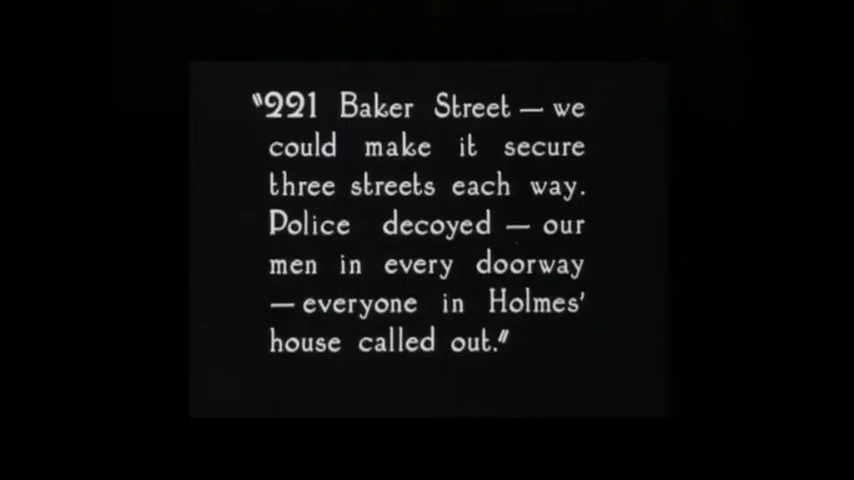 "221 Baker Street — we
could make it secure
three streets each way.
Police decoyed — our
men in every doorway
— everyone in Holmes'
house called out."